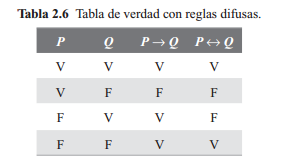 Tabla 2.6 Tabla de verdad con reglas difusas.
P Q P → Q P ↔ Q
V V V V
V F F F
F V V F
F F V V